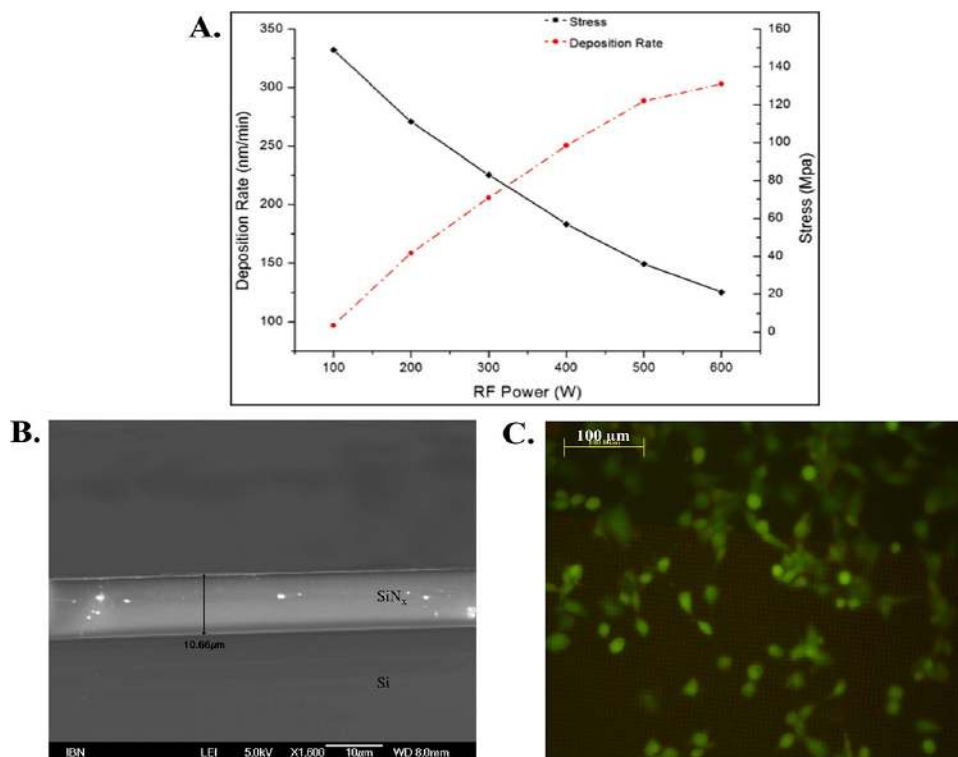 A.
Stress
Deposition Rate
350
300
250
200
150
100
Deposition Rate (nm/min)
160
140
120
100
80
60
40
20
0
Stress (Mpa)
100 200 300 400 500 600
RF Power (W)
B.
SiNx
10.66μm
Si
IBN LEI 5.0kV X1,600 10μm WD 8.0mm
C.
100 μm